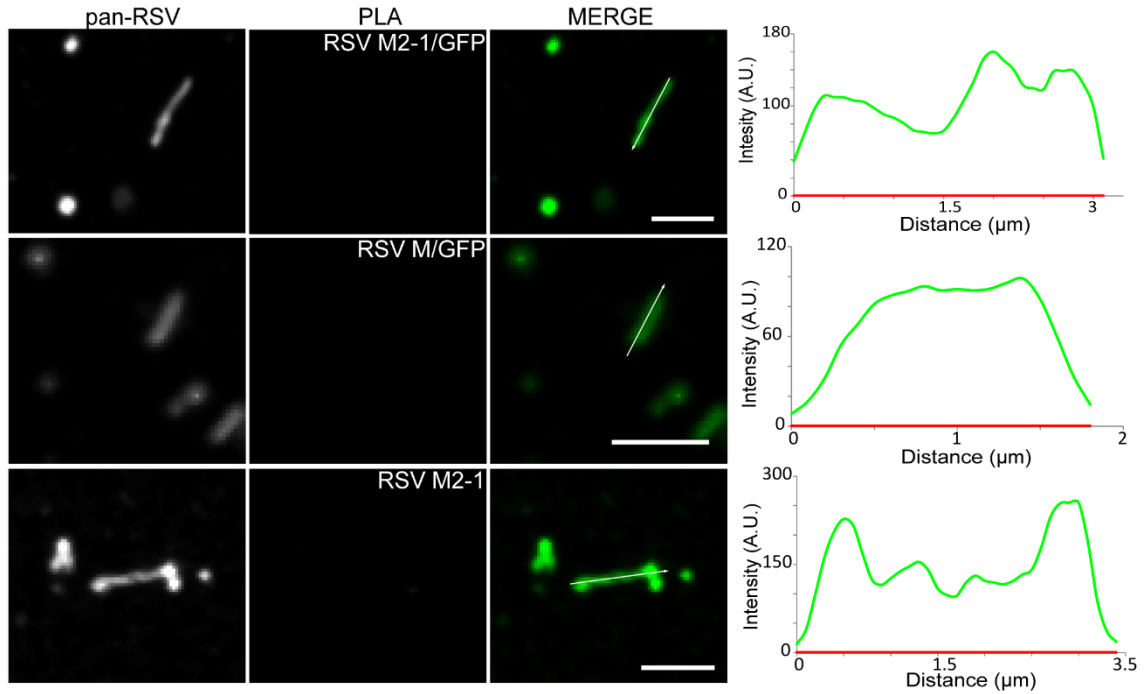 pan-RSV PLA MERGE
RSV M2-1/GFP
180
100
0
Intesity (A.U.)
0 1.5 3
Distance (µm)
RSV M/GFP
120
60
0
Intensity (A.U.)
0 1 2
Distance (µm)
RSV M2-1
300
150
0
Intensity (A.U.)
0 1.5 3.5
Distance (µm)